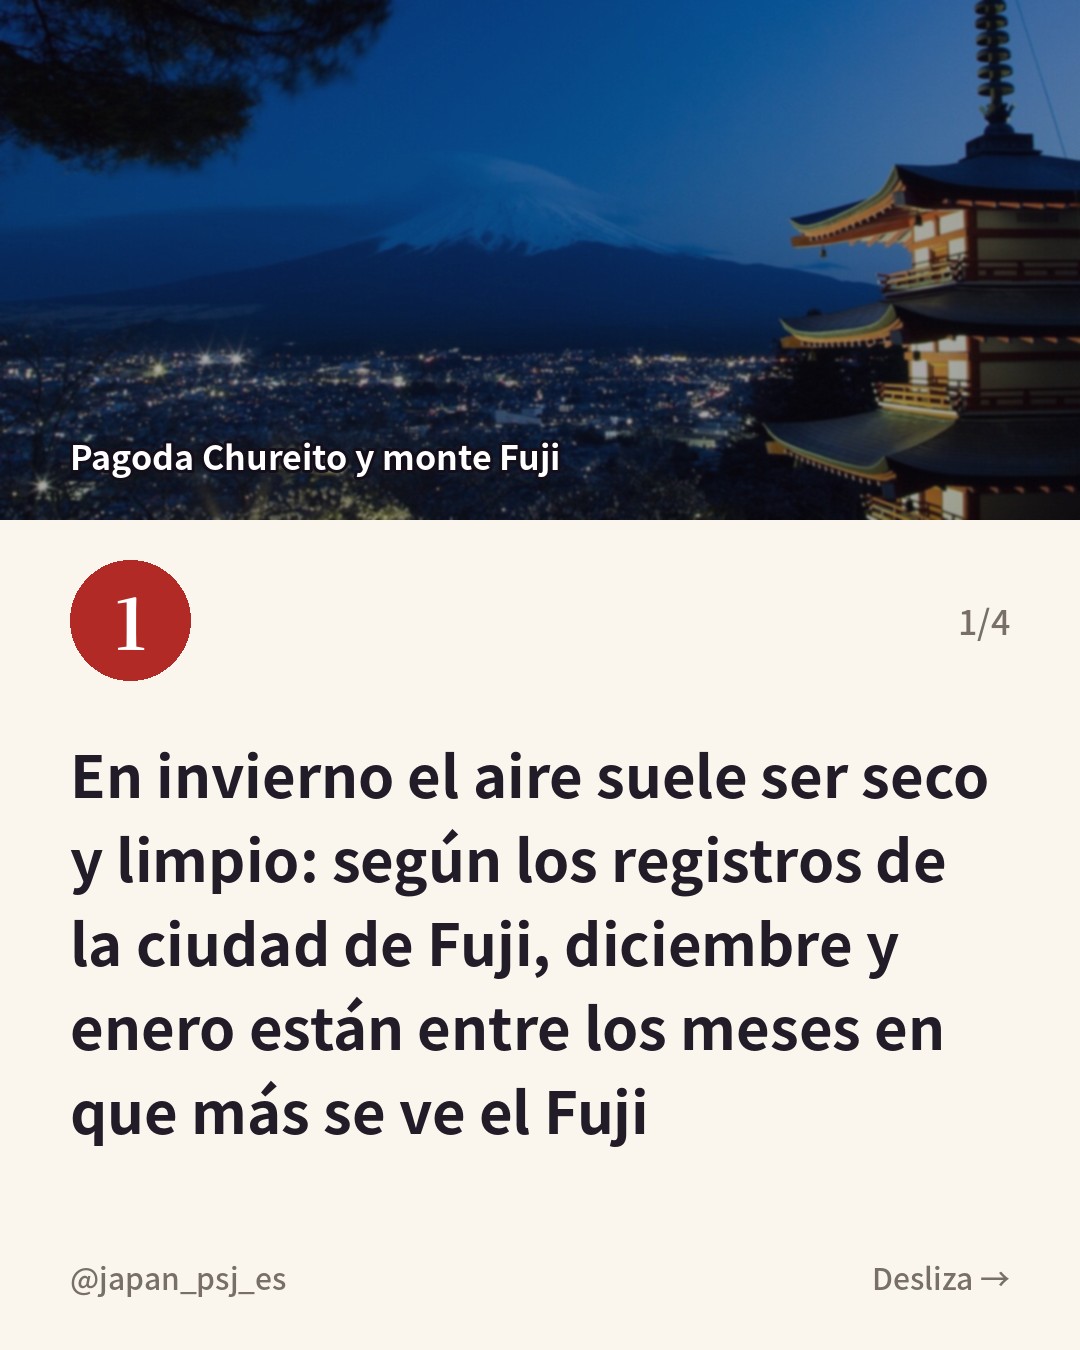 Pagoda Chureito y monte Fuji
1
1/4
En invierno el aire suele ser seco
y limpio: según los registros de
la ciudad de Fuji, diciembre y
enero están entre los meses en
que más se ve el Fuji
@japan_psj_es
Desliza →